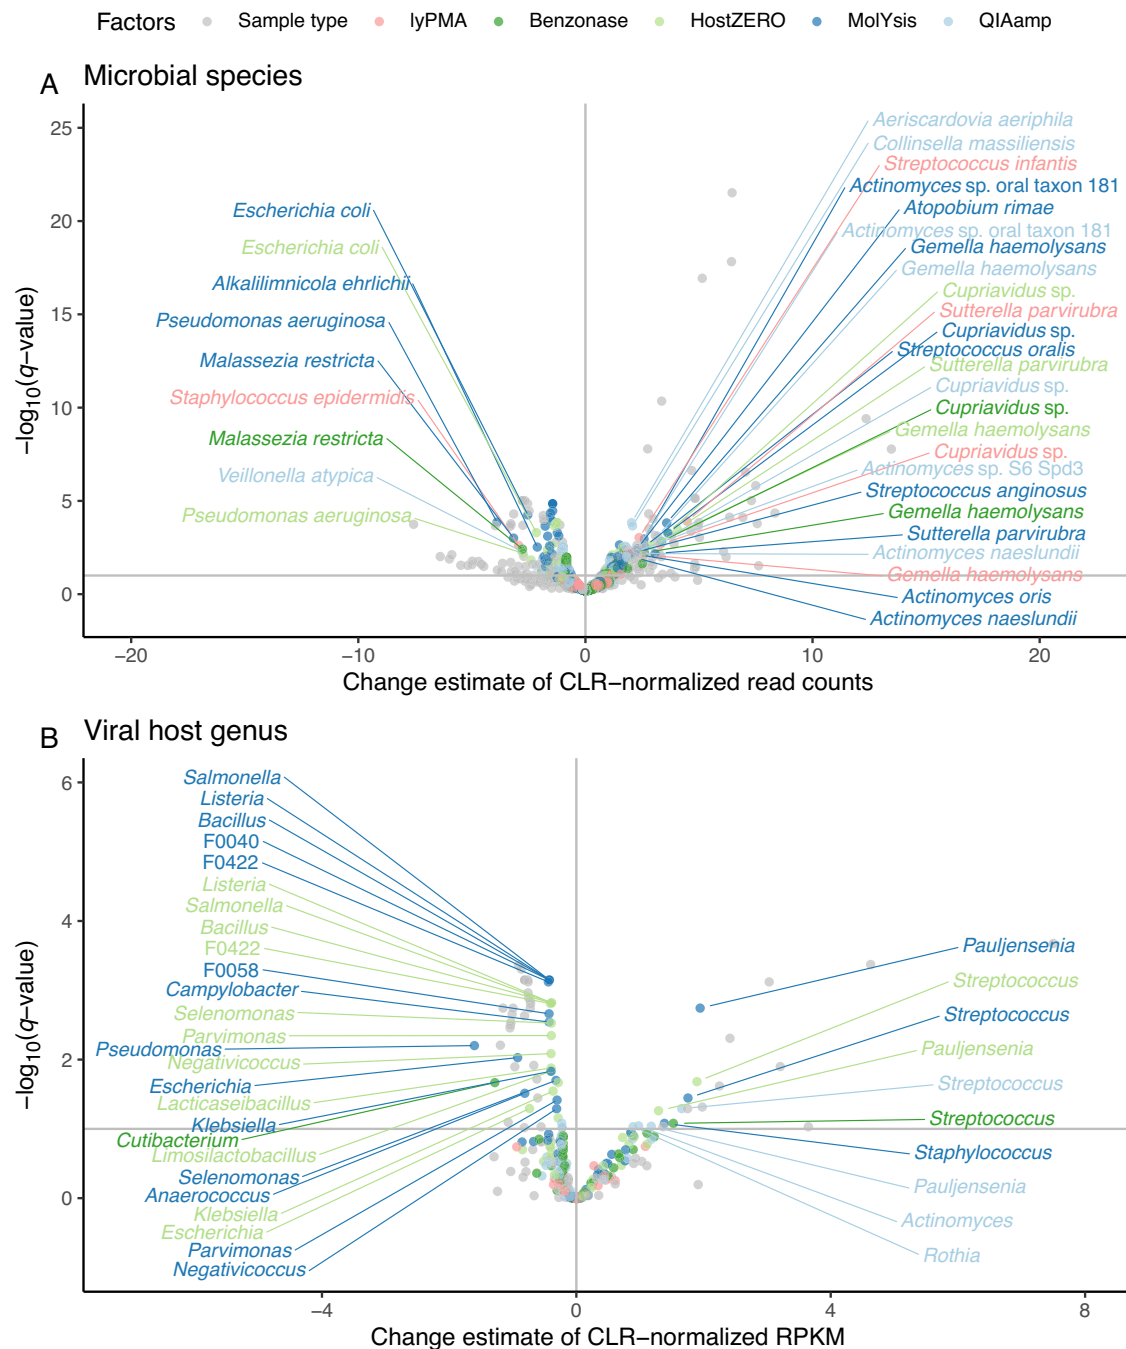 Factors Sample type lyPMA Benzonase HostZERO MolYsis QIAamp
A Microbial species
−log10(q−value)
25
20
15
10
5
0
Escherichia coli
Escherichia coli
Alkalilimnicola ehrlichii
Pseudomonas aeruginosa
Malassezia restricta
Staphylococcus epidermidis
Malassezia restricta
Veillonella atypica
Pseudomonas aeruginosa
Aeriscardovia aeriphila
Collinsella massiliensis
Streptococcus infantis
Actinomyces sp. oral taxon 181
Atopobium rimae
Actinomyces sp. oral taxon 181
Gemella haemolysans
Gemella haemolysans
Cupriavidus sp.
Sutterella parvirubra
Cupriavidus sp.
Streptococcus oralis
Sutterella parvirubra
Cupriavidus sp.
Cupriavidus sp.
Gemella haemolysans
Cupriavidus sp.
Actinomyces sp. S6 Spd3
Streptococcus anginosus
Gemella haemolysans
Sutterella parvirubra
Actinomyces naeslundii
Gemella haemolysans
Actinomyces oris
Actinomyces naeslundii
−20 −10 0 10 20
Change estimate of CLR−normalized read counts
B Viral host genus
−log10(q−value)
6
4
2
0
Salmonella
Listeria
Bacillus
F0040
F0422
Listeria
Salmonella
Bacillus
F0422
F0058
Campylobacter
Selenomonas
Parvimonas
Pseudomonas
Negativicoccus
Escherichia
Lacticaseibacillus
Klebsiella
Cutibacterium
Limosilactobacillus
Selenomonas
Anaerococcus
Klebsiella
Escherichia
Parvimonas
Negativicoccus
Pauljensenia
Streptococcus
Streptococcus
Pauljensenia
Streptococcus
Streptococcus
Staphylococcus
Pauljensenia
Actinomyces
Rothia
−4 0 4 8
Change estimate of CLR−normalized RPKM